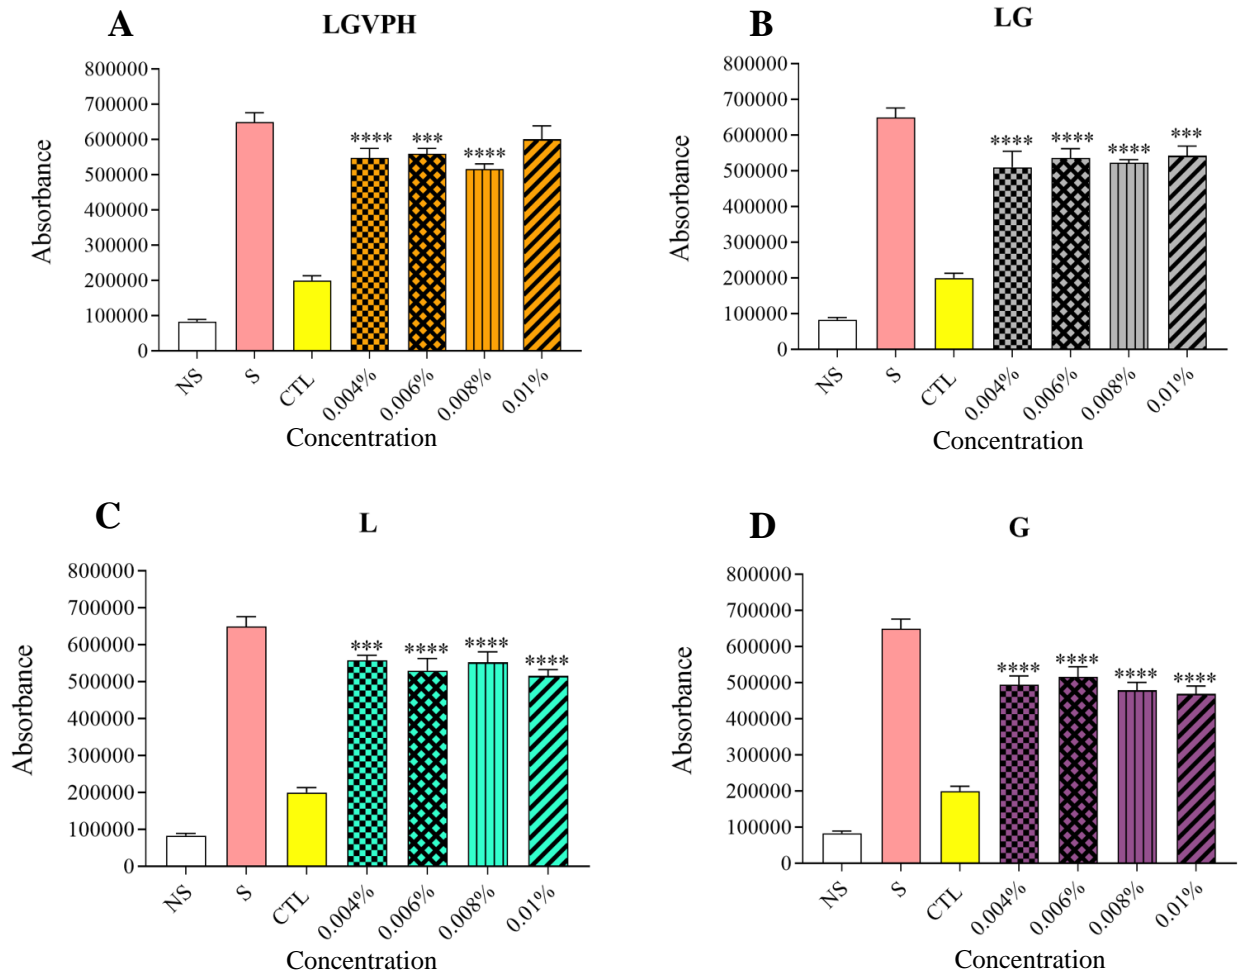 A
LGVPH
800000
700000
600000
500000
400000
300000
200000
100000
0
Absorbance
**** *** ****
NS S CTL 0.004% 0.006% 0.008% 0.01%
Concentration
B
LG
800000
700000
600000
500000
400000
300000
200000
100000
0
Absorbance
**** **** **** ***
NS S CTL 0.004% 0.006% 0.008% 0.01%
Concentration
C
L
800000
700000
600000
500000
400000
300000
200000
100000
0
Absorbance
*** **** **** ****
NS S CTL 0.004% 0.006% 0.008% 0.01%
Concentration
D
G
800000
700000
600000
500000
400000
300000
200000
100000
0
Absorbance
**** **** **** ****
NS S CTL 0.004% 0.006% 0.008% 0.01%
Concentration